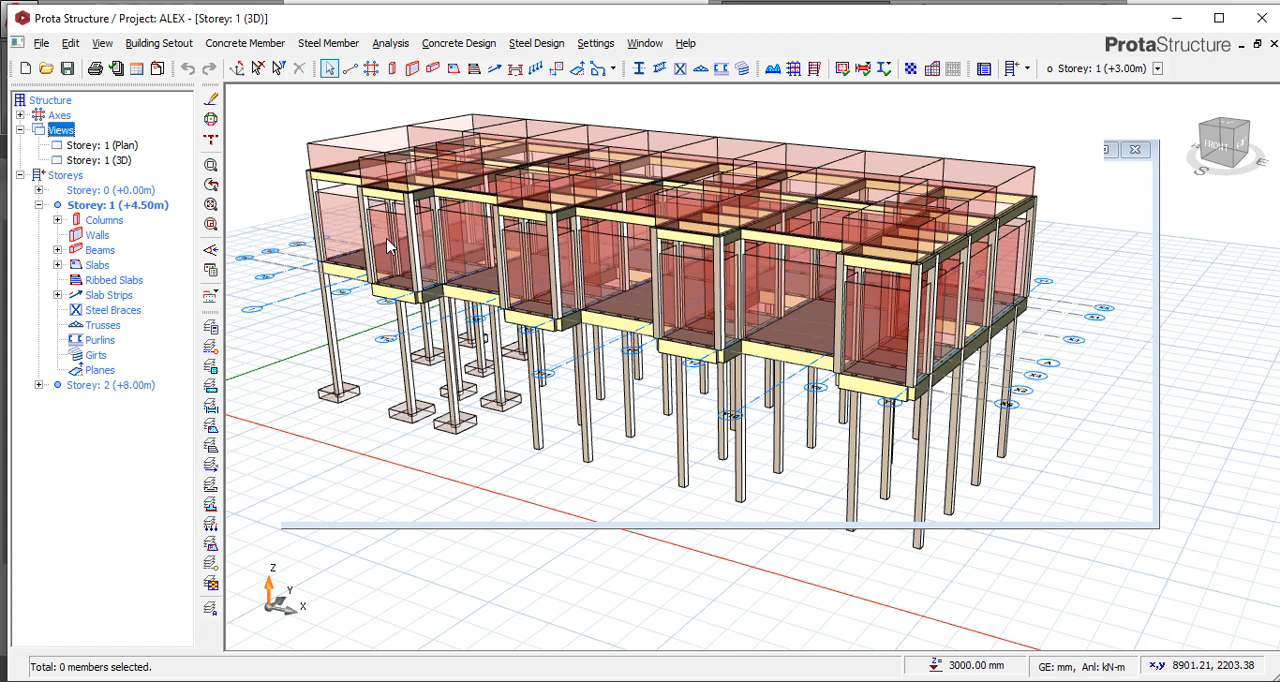 Prota Structure / Project: ALEX - [Storey: 1 (3D)]
File Edit View Building Setout Concrete Member Steel Member Analysis Concrete Design Steel Design Settings Window Help
ProtaStructure
o Storey: 1 (+3.00m)
Structure
Axes
Views
Storey: 1 (Plan)
Storey: 1 (3D)
Storeys
Storey: 0 (+0.00m)
Storey: 1 (+4.50m)
Columns
Walls
Beams
Slabs
Ribbed Slabs
Slab Strips
Steel Braces
Trusses
Purlins
Girts
Planes
Storey: 2 (+8.00m)
FRONT
S
E
Z
Y
X
Total: 0 members selected.
Z= 3000.00 mm
GE: mm, Anl: kN-m
x,y 8901.21, 2203.38